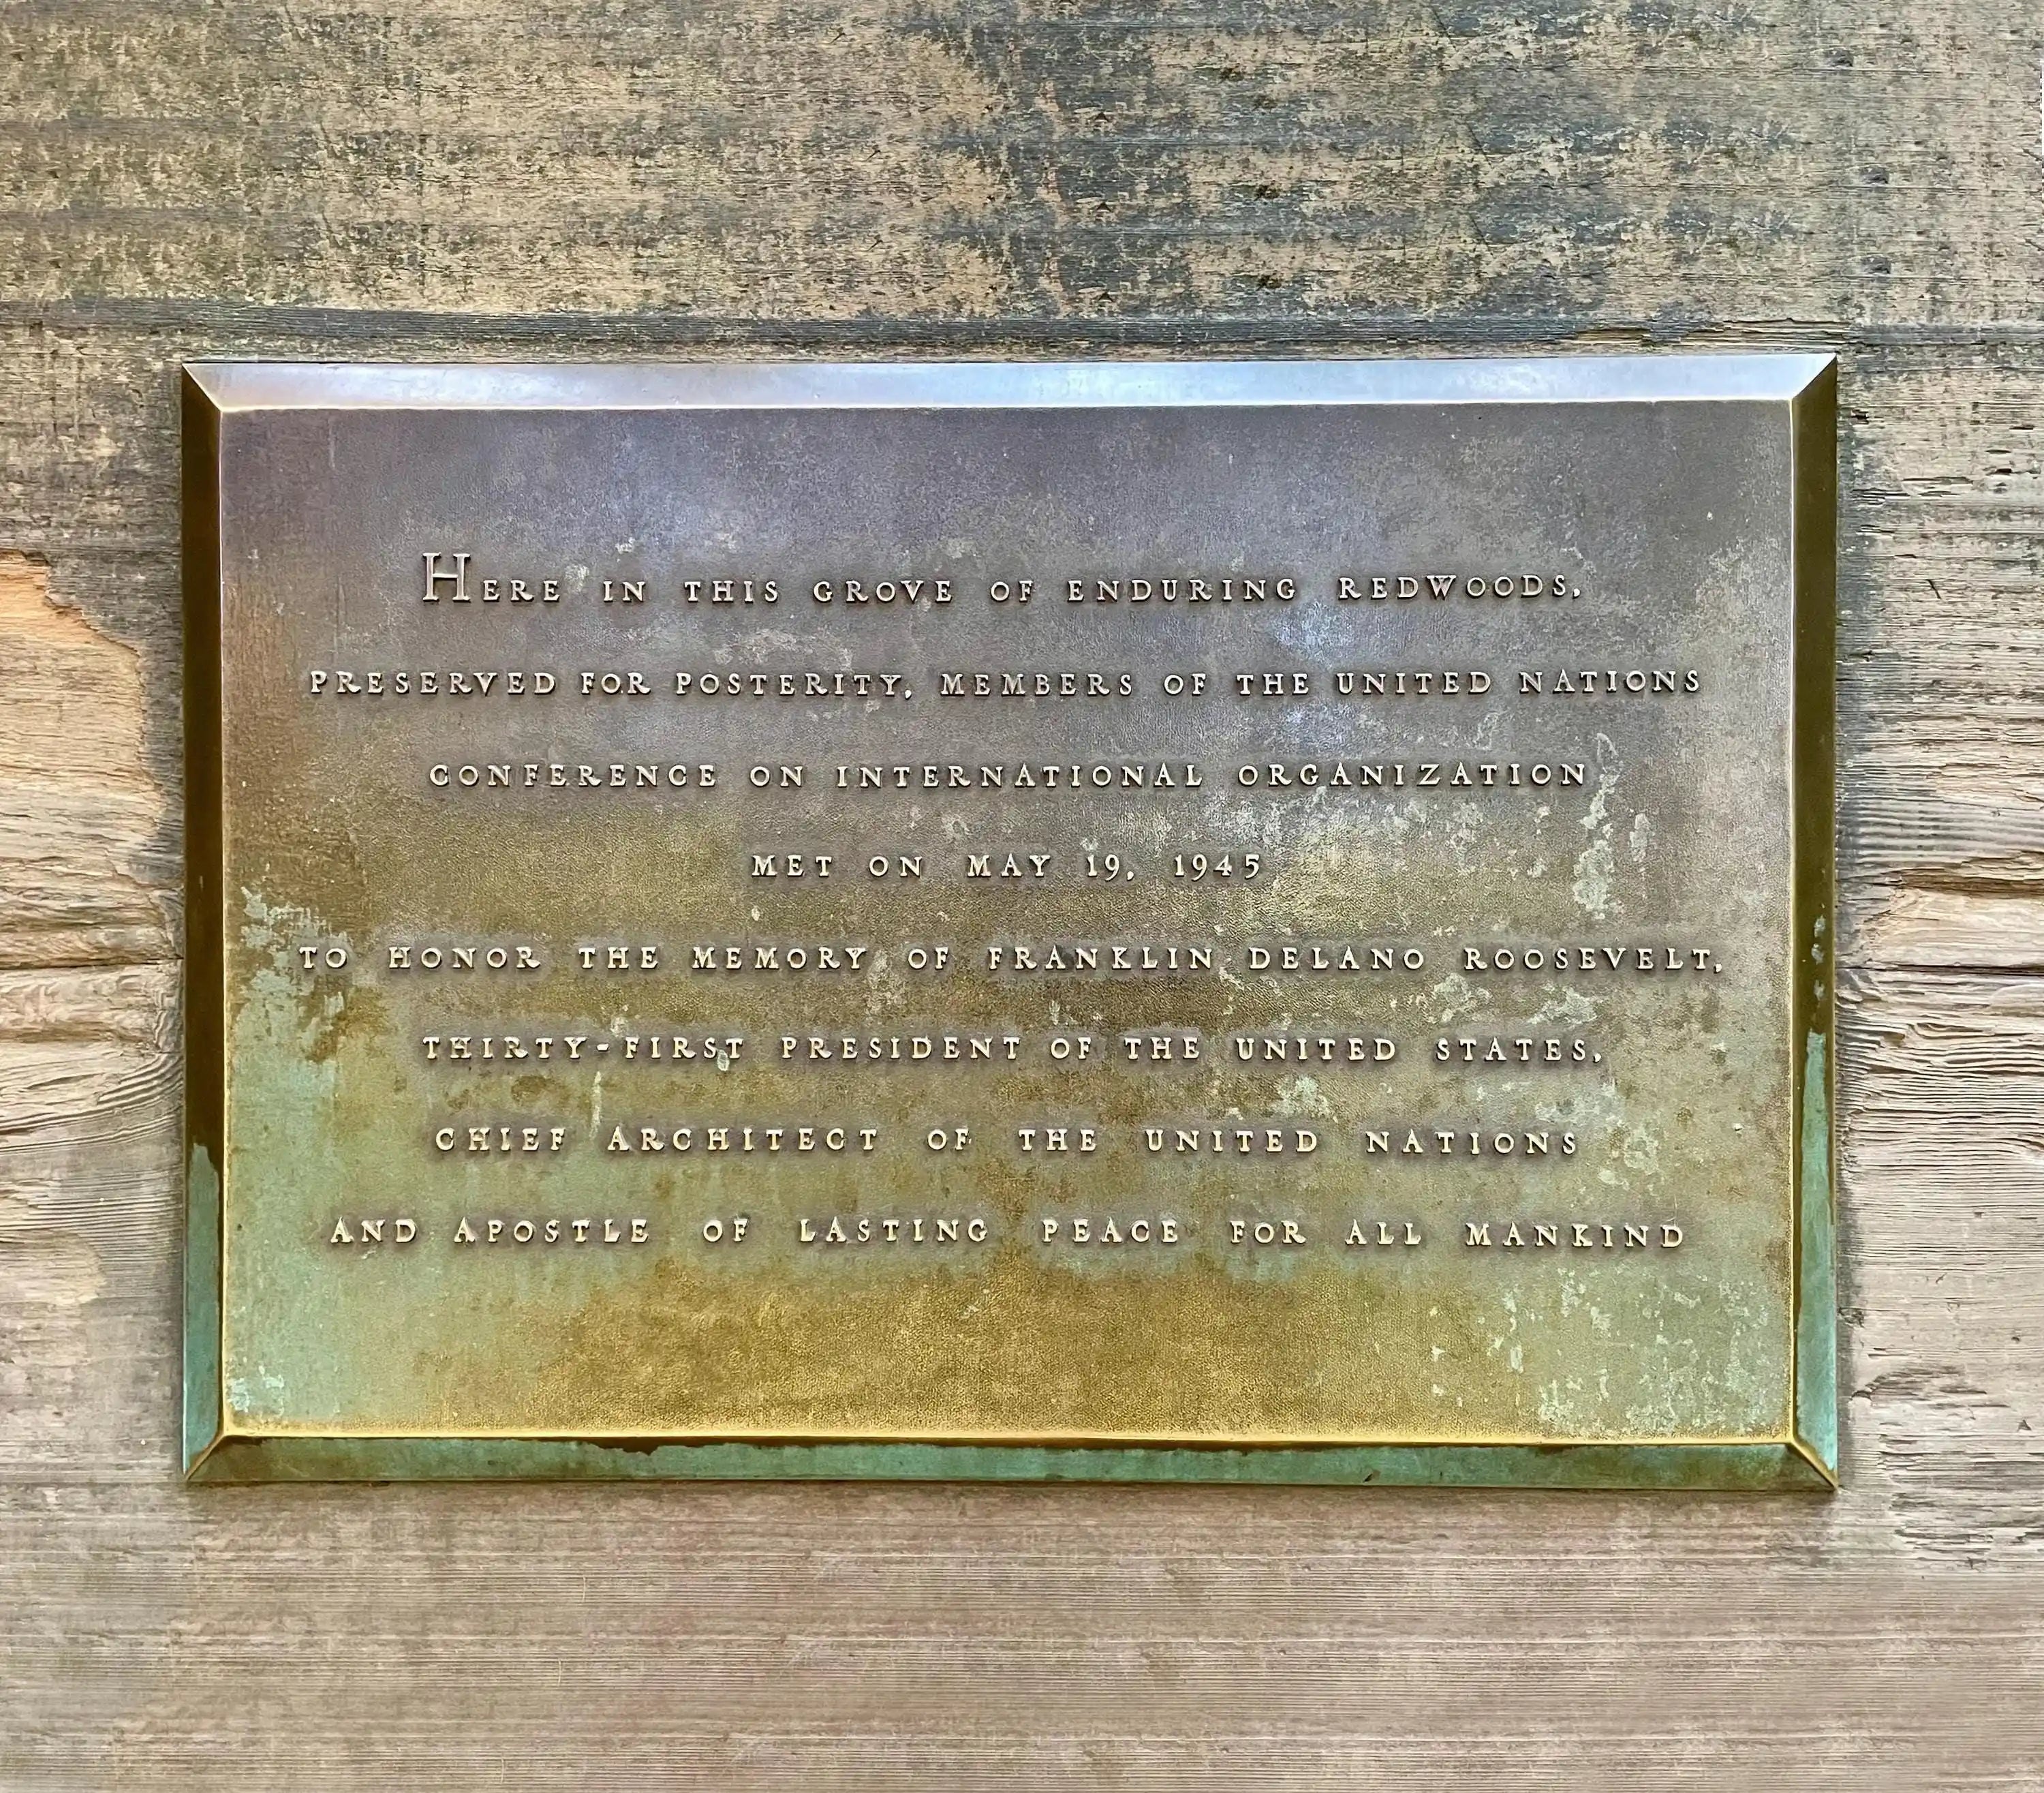 HERE IN THIS GROVE OF ENDURING REDWOODS,
PRESERVED FOR POSTERITY, MEMBERS OF THE UNITED NATIONS
CONFERENCE ON INTERNATIONAL ORGANIZATION
MET ON MAY 19, 1945
TO HONOR THE MEMORY OF FRANKLIN DELANO ROOSEVELT,
THIRTY-FIRST PRESIDENT OF THE UNITED STATES,
CHIEF ARCHITECT OF THE UNITED NATIONS
AND APOSTLE OF LASTING PEACE FOR ALL MANKIND